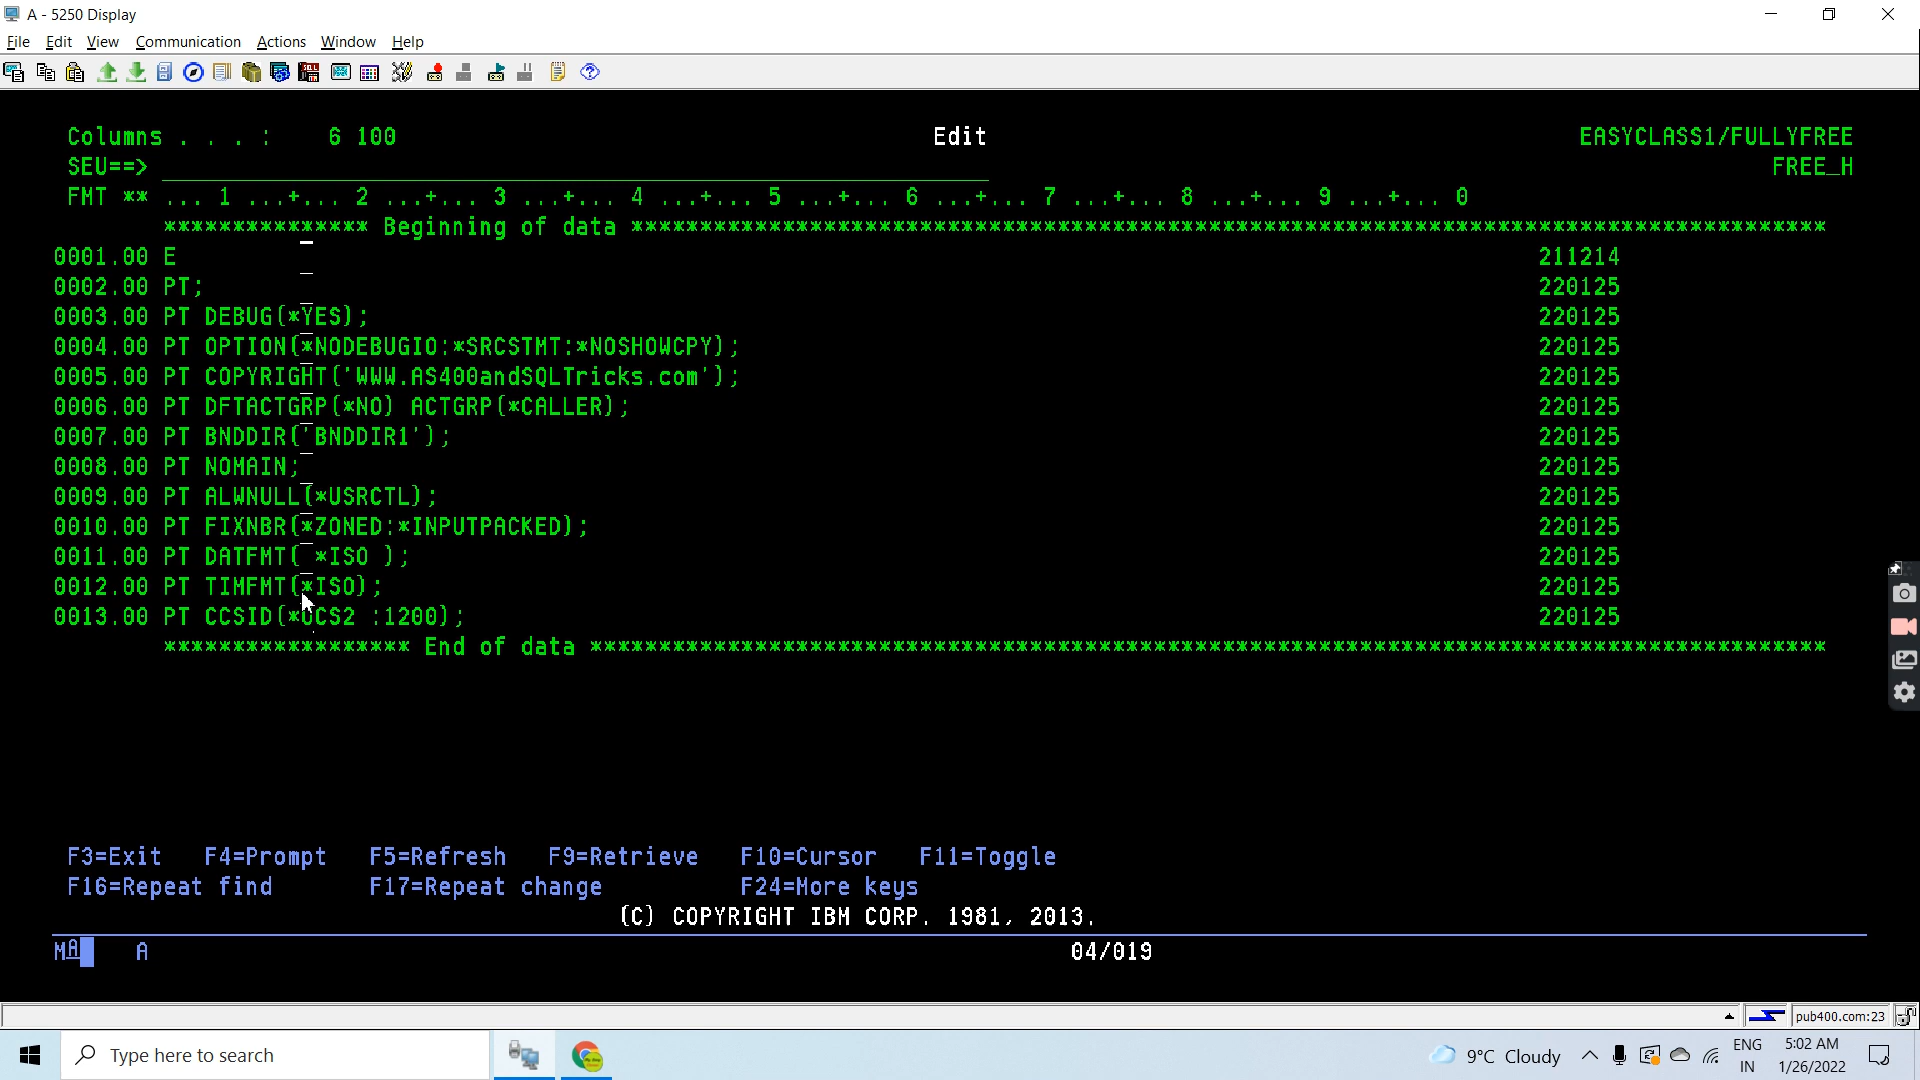 A - 5250 Display
File Edit View Communication Actions Window Help
Columns . . . : 6 100 Edit EASYCLASS1/FULLYFREE
SEU==> FREE_H
FMT ** ... 1 ...+... 2 ...+... 3 ...+... 4 ...+... 5 ...+... 6 ...+... 7 ...+... 8 ...+... 9 ...+... 0
*************** Beginning of data ***************************************************************************************
0001.00 E 211214
0002.00 PT; 220125
0003.00 PT DEBUG(*YES); 220125
0004.00 PT OPTION(*NODEBUGIO:*SRCSTMT:*NOSHOWCPY); 220125
0005.00 PT COPYRIGHT('WWW.AS400andSQLTricks.com'); 220125
0006.00 PT DFTACTGRP(*NO) ACTGRP(*CALLER); 220125
0007.00 PT BNDDIR('BNDDIR1'); 220125
0008.00 PT NOMAIN; 220125
0009.00 PT ALWNULL(*USRCTL); 220125
0010.00 PT FIXNBR(*ZONED:*INPUTPACKED); 220125
0011.00 PT DATFMT( *ISO ); 220125
0012.00 PT TIMFMT(*ISO); 220125
0013.00 PT CCSID(*UCS2 :1200); 220125
****************** End of data ******************************************************************************************
F3=Exit F4=Prompt F5=Refresh F9=Retrieve F10=Cursor F11=Toggle
F16=Repeat find F17=Repeat change F24=More keys
(C) COPYRIGHT IBM CORP. 1981, 2013.
MA A 04/019
pub400.com:23
Type here to search
9°C Cloudy
ENG
IN
5:02 AM
1/26/2022